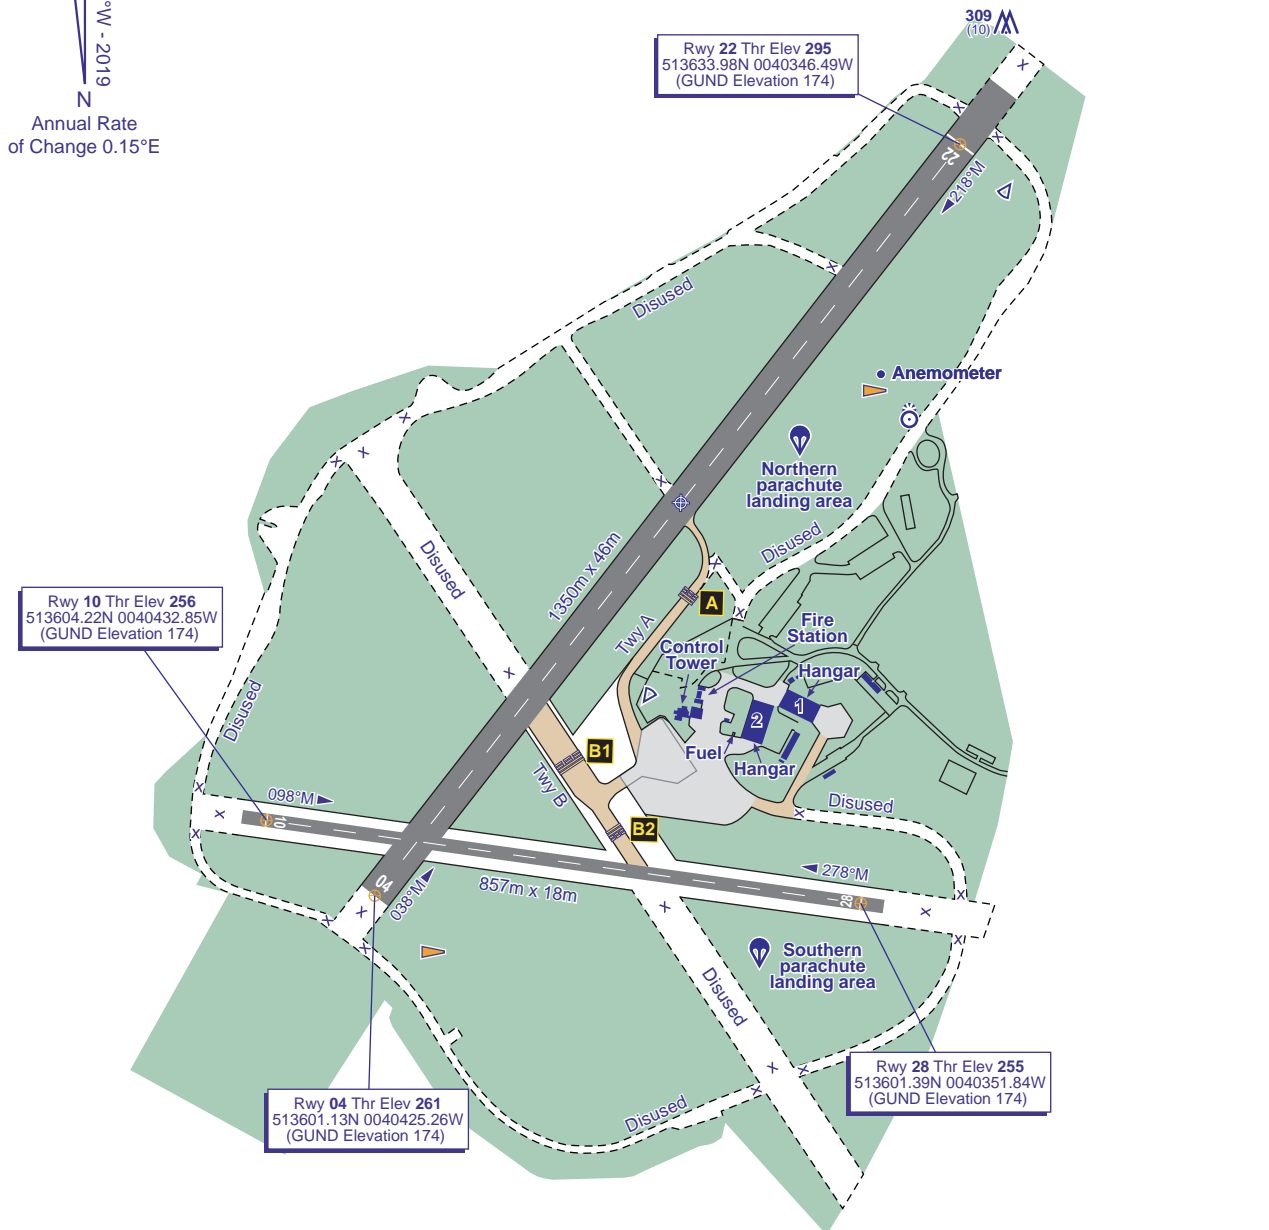 °W - 2019
N
Annual Rate
of Change 0.15°E
309
(10)
Rwy 22 Thr Elev 295
513633.98N 0040346.49W
(GUND Elevation 174)
22
218°M
Disused
Anemometer
Northern
parachute
landing area
Disused
Disused
1350m x 46m
Rwy 10 Thr Elev 256
513604.22N 0040432.85W
(GUND Elevation 174)
A
Twy A
Fire
Station
Control
Tower
Hangar
1
2
Disused
B1
Fuel
Hangar
Twy B
098°M
10
Disused
B2
278°M
04
038°M
857m x 18m
28
Southern
parachute
landing area
Disused
Rwy 28 Thr Elev 255
513601.39N 0040351.84W
(GUND Elevation 174)
Rwy 04 Thr Elev 261
513601.13N 0040425.26W
(GUND Elevation 174)
Disused